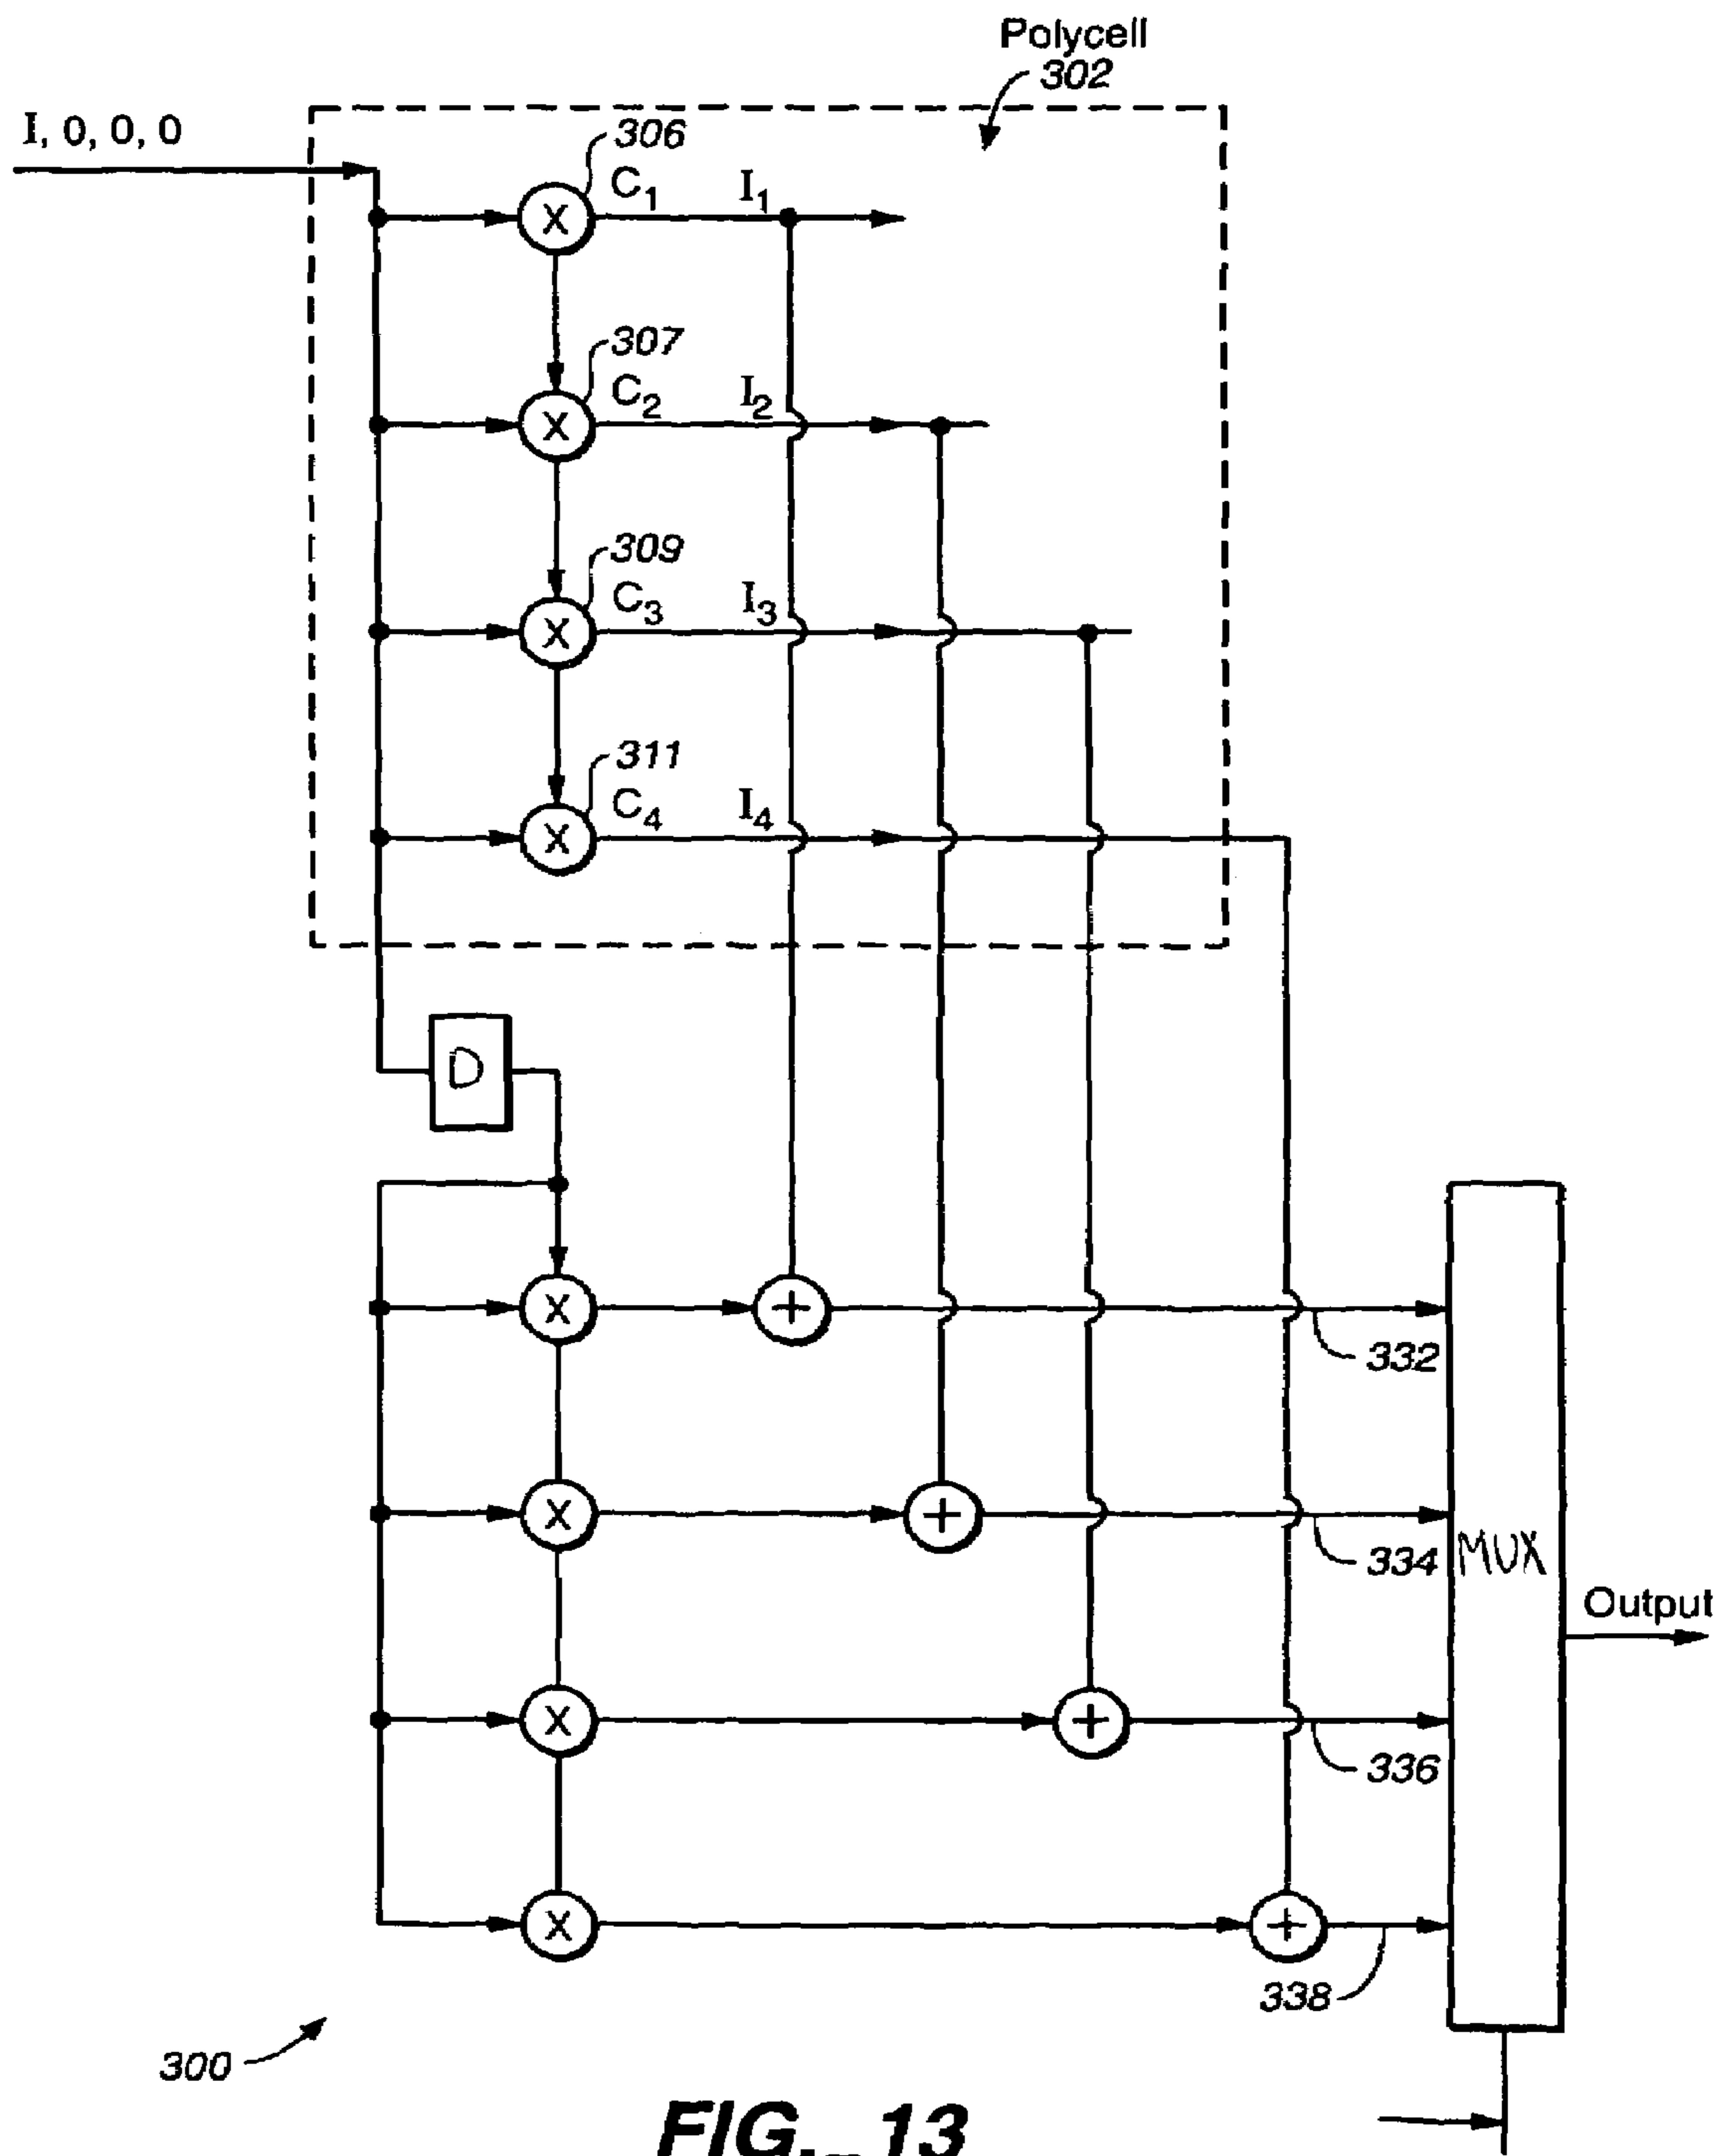 Polycell
302
I, 0, 0, 0
306
C₁ I₁
X
307
C₂ I₂
X
309
C₃ I₃
X
311
C₄ I₄
X
D
X +
332
X +
334
MUX
Output
X +
336
X +
338
300
FIG._ 13